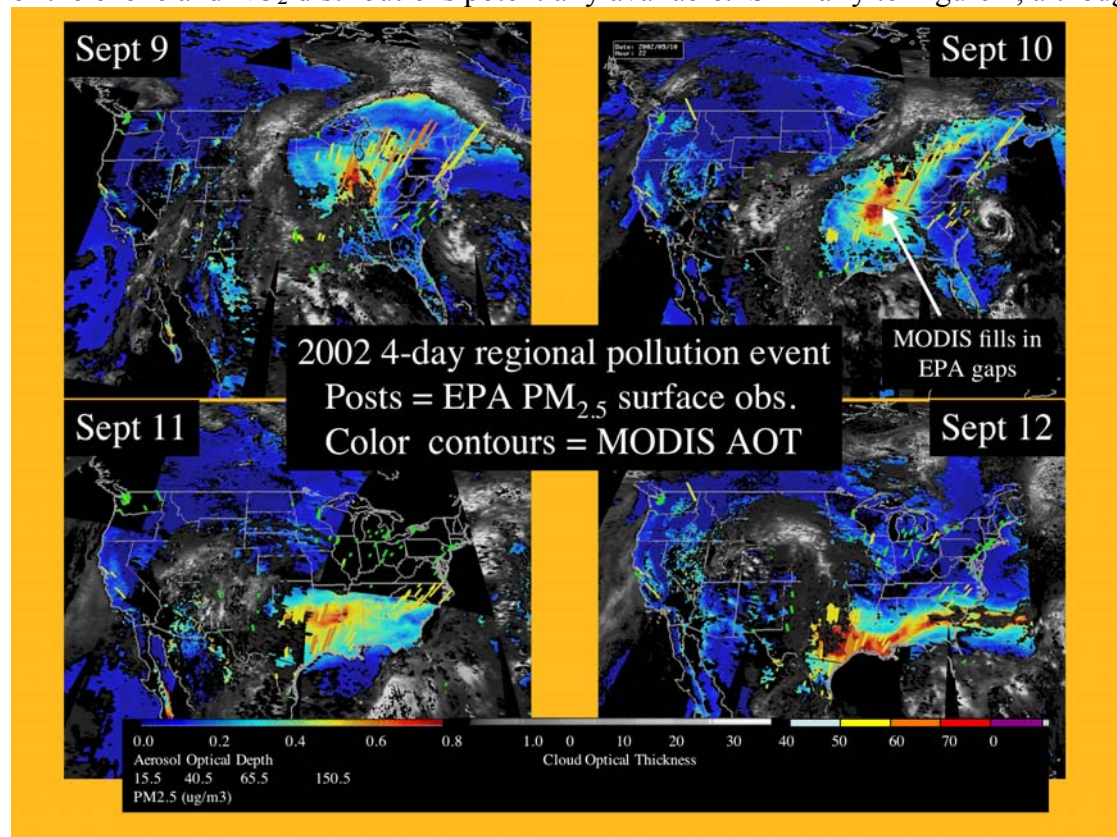 Sept 9
Date: 2002/09/10
Hour: 22
Sept 10
MODIS fills in
EPA gaps
2002 4-day regional pollution event
Posts = EPA PM2.5 surface obs.
Color contours = MODIS AOT
Sept 11
Sept 12
0.0 0.2 0.4 0.6 0.8 1.0 0 10 20 30 40 50 60 70 0
Aerosol Optical Depth Cloud Optical Thickness
15.5 40.5 65.5 150.5
PM2.5 (ug/m3)